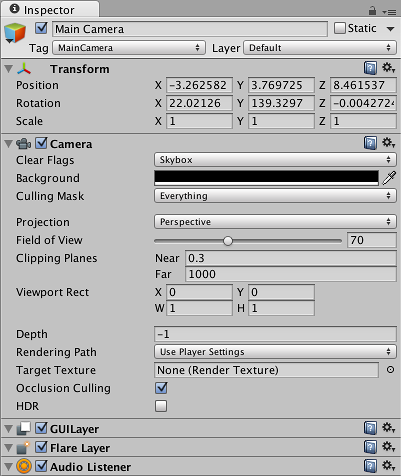 Inspector
Main Camera Static
Tag MainCamera Layer Default
Transform
Position X -3.262582 Y 3.769725 Z 8.461537
Rotation X 22.02126 Y 139.3297 Z -0.0042724
Scale X 1 Y 1 Z 1
Camera
Clear Flags Skybox
Background
Culling Mask Everything
Projection Perspective
Field of View 70
Clipping Planes Near 0.3
Far 1000
Viewport Rect X 0 Y 0
W 1 H 1
Depth -1
Rendering Path Use Player Settings
Target Texture None (Render Texture)
Occlusion Culling
HDR
GUILayer
Flare Layer
Audio Listener